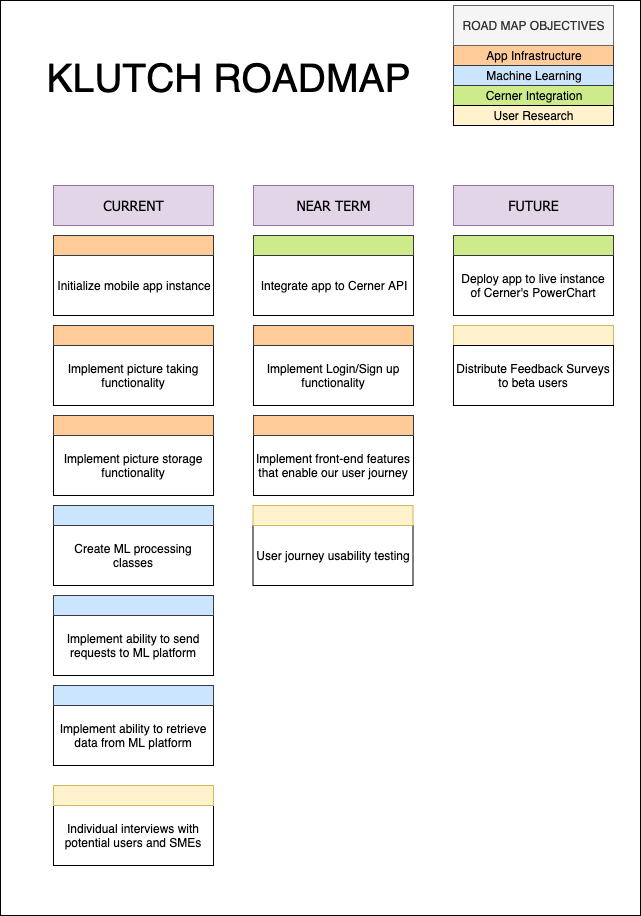 KLUTCH ROADMAP
ROAD MAP OBJECTIVES
App Infrastructure
Machine Learning
Cerner Integration
User Research
CURRENT
Initialize mobile app instance
Implement picture taking
functionality
Implement picture storage
functionality
Create ML processing
classes
Implement ability to send
requests to ML platform
Implement ability to retrieve
data from ML platform
Individual interviews with
potential users and SMEs
NEAR TERM
Integrate app to Cerner API
Implement Login/Sign up
functionality
Implement front-end features
that enable our user journey
User journey usability testing
FUTURE
Deploy app to live instance
of Cerner's PowerChart
Distribute Feedback Surveys
to beta users